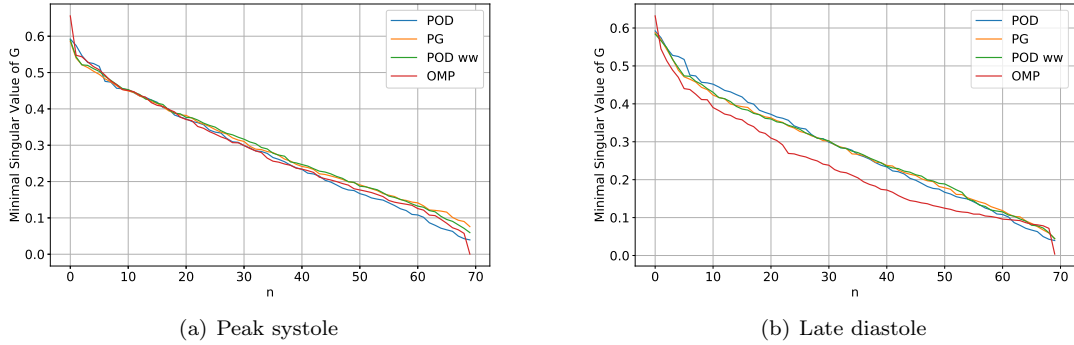 Minimal Singular Value of G
0.6
0.5
0.4
0.3
0.2
0.1
0.0
0 10 20 30 40 50 60 70
n
POD
PG
POD ww
OMP
(a) Peak systole
Minimal Singular Value of G
0.6
0.5
0.4
0.3
0.2
0.1
0.0
0 10 20 30 40 50 60 70
n
POD
PG
POD ww
OMP
(b) Late diastole